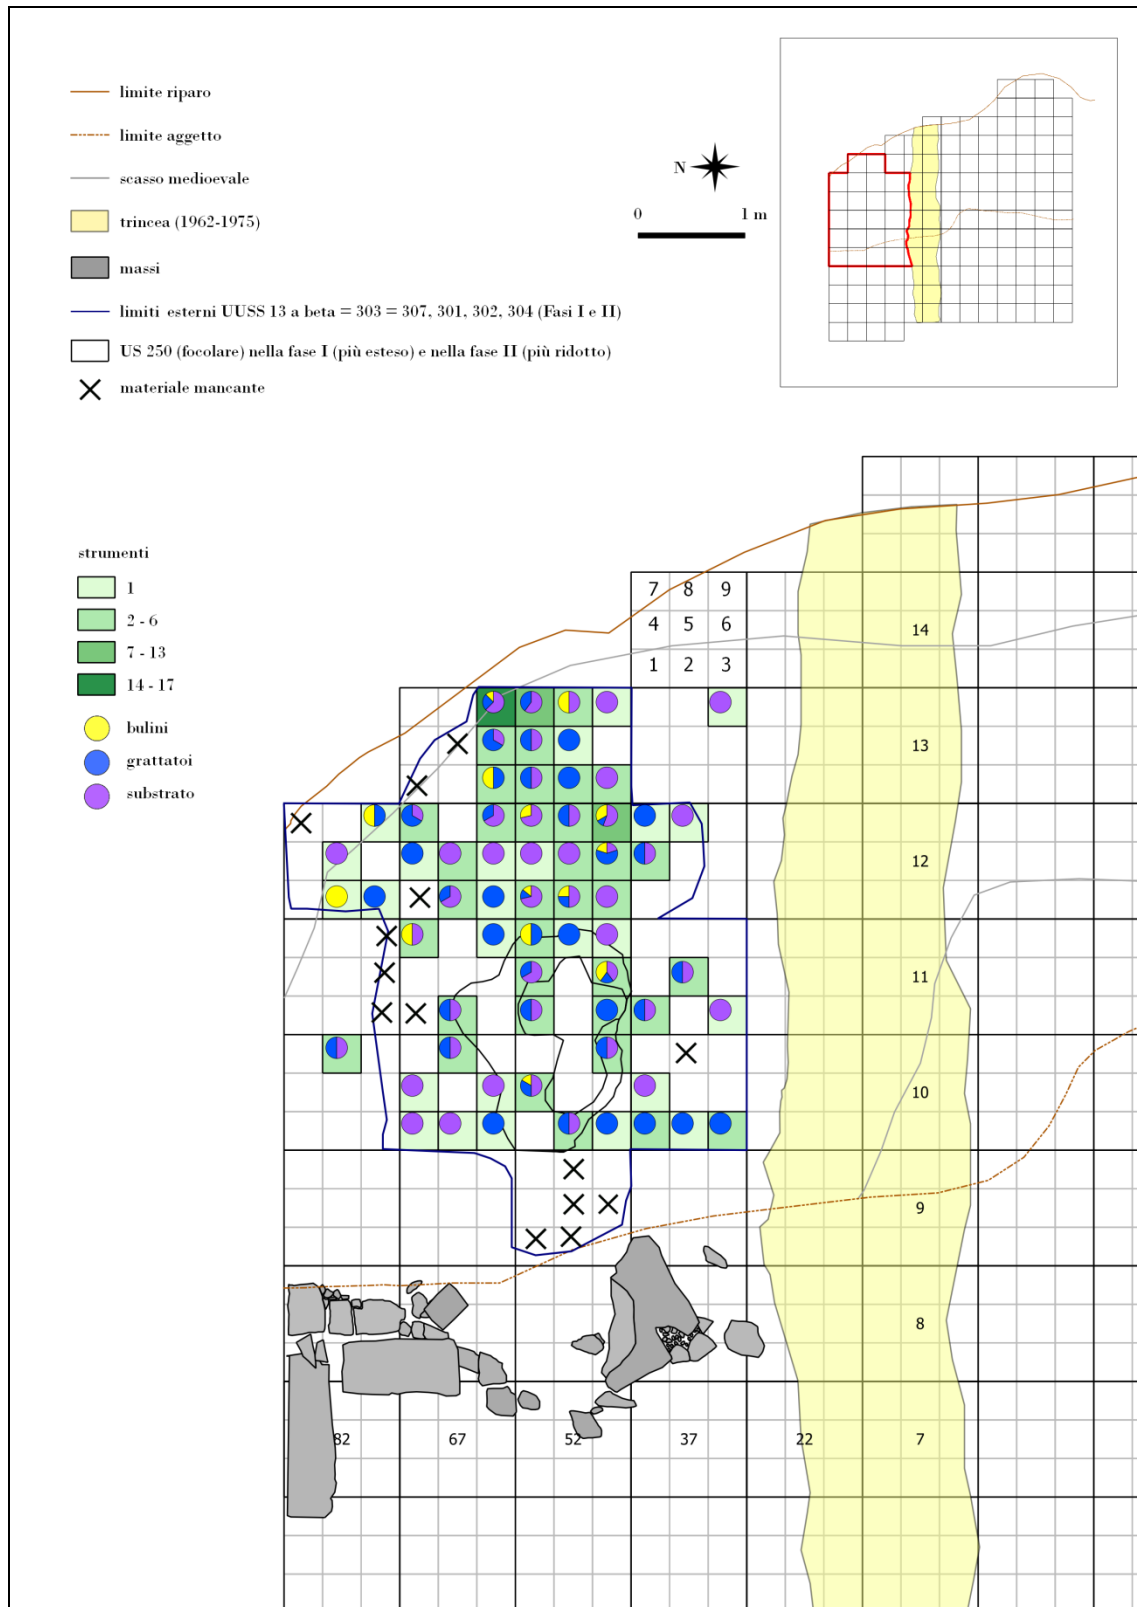 limite riparo
limite aggetto
scasso medioevale
trincea (1962-1975)
massi
limiti esterni UUSS 13 a beta = 303 = 307, 301, 302, 304 (Fasi I e II)
US 250 (focolare) nella fase I (più esteso) e nella fase II (più ridotto)
materiale mancante
N
0 1 m
strumenti
1
2 - 6
7 - 13
14 - 17
bulini
grattatoi
substrato
7 8 9
4 5 6
1 2 3
14
13
12
11
10
9
8
82 67 52 37 22 7